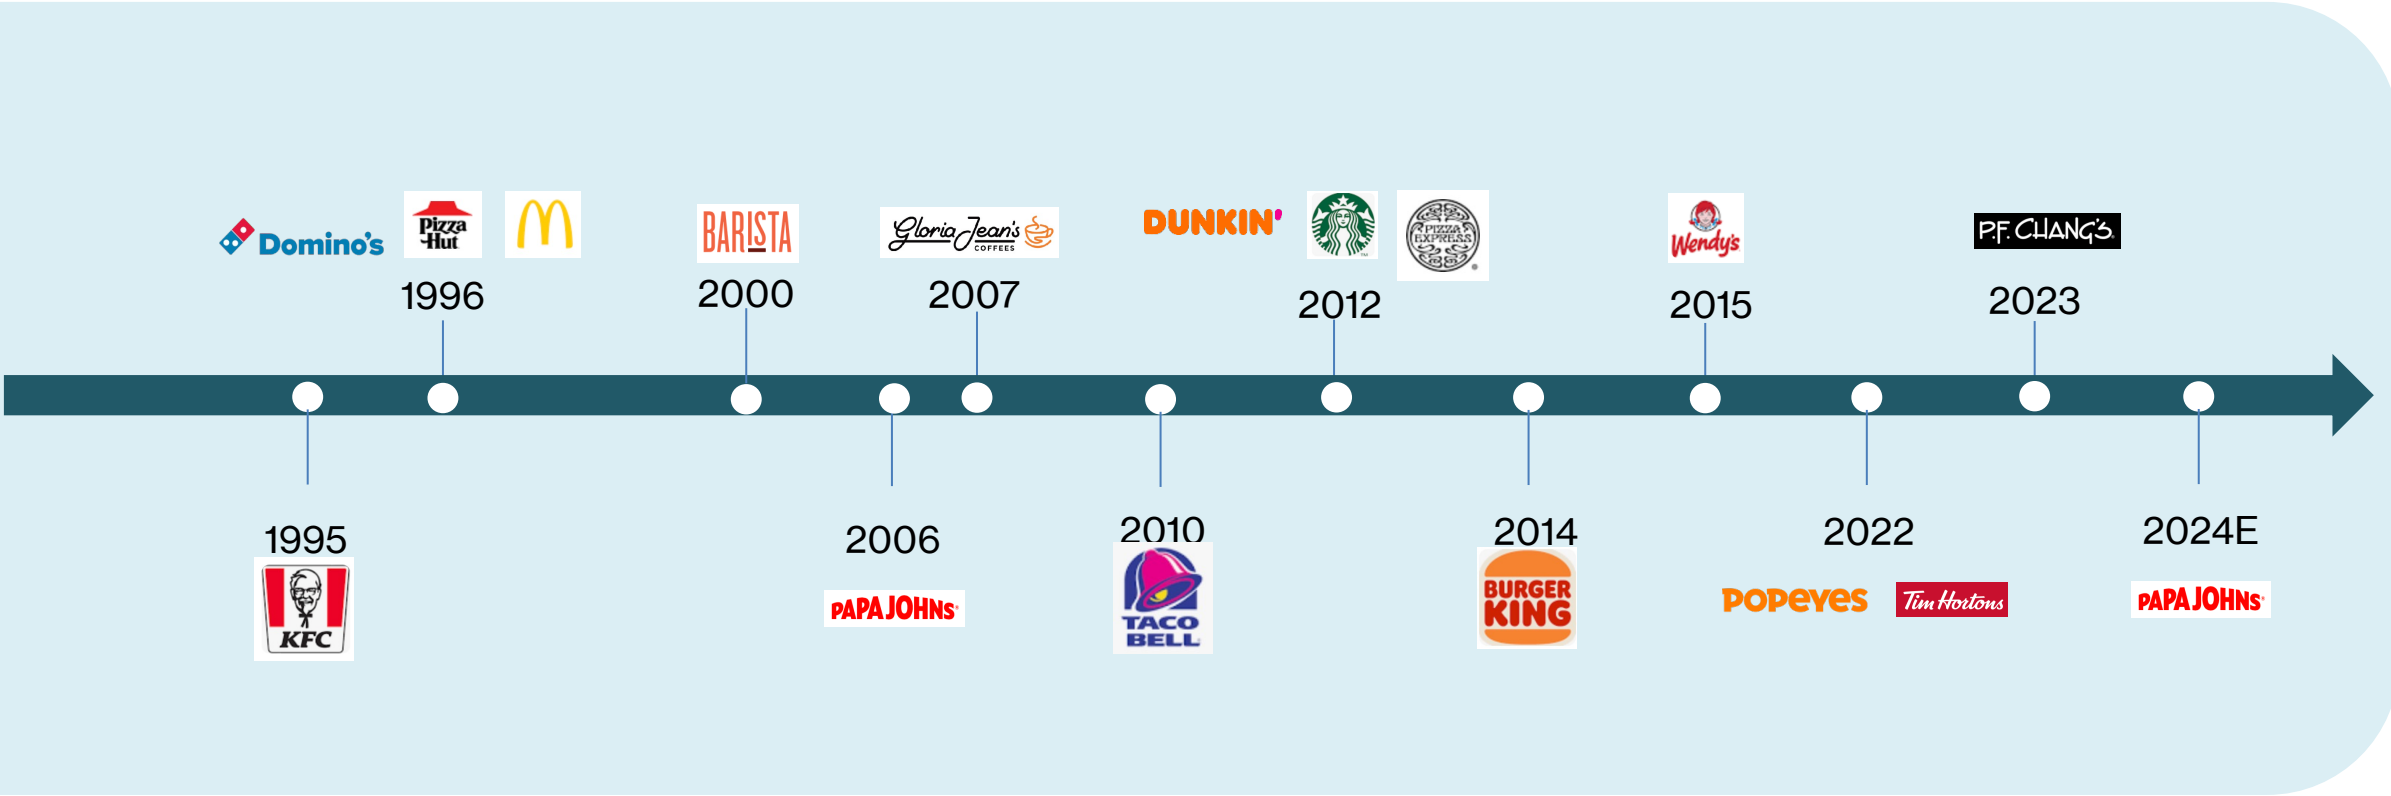 Domino's
Pizza
Hut
1996
BARISTA
2000
Gloria Jean's
COFFEES
2007
DUNKIN'
PIZZA
EXPRESS
2012
Wendy's
2015
P.F. CHANG'S
2023
1995
KFC
2006
PAPA JOHNS
2010
TACO
BELL
2014
BURGER
KING
2022
POPEYES
Tim Hortons
2024E
PAPA JOHNS